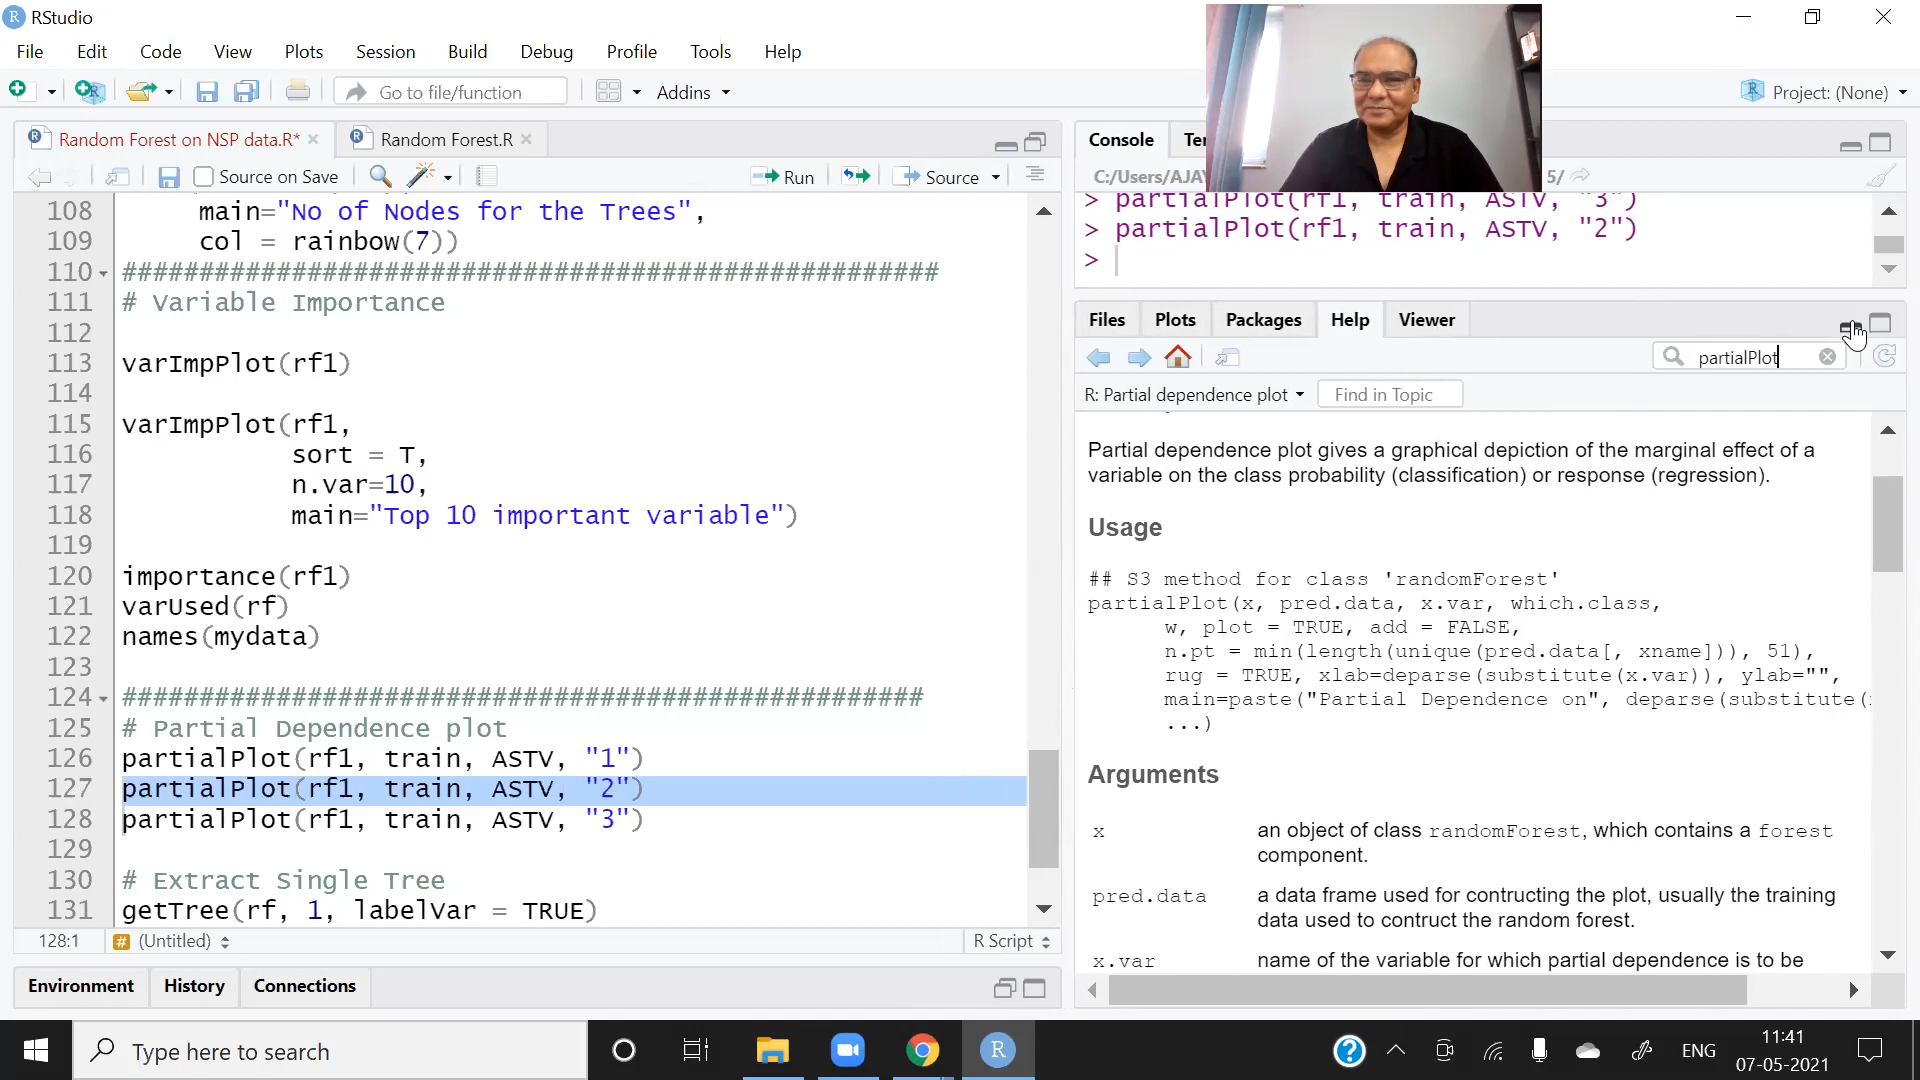 RStudio
File Edit Code View Plots Session Build Debug Profile Tools Help
Go to file/function Addins Project: (None)
Random Forest on NSP data.R* Random Forest.R
Source on Save Run Source
108 main="No of Nodes for the Trees",
109 col = rainbow(7))
110 #####################################################
111 # Variable Importance
112
113 varImpPlot(rf1)
114
115 varImpPlot(rf1,
116 sort = T,
117 n.var=10,
118 main="Top 10 important variable")
119
120 importance(rf1)
121 varUsed(rf)
122 names(mydata)
123
124 ####################################################
125 # Partial Dependence plot
126 partialPlot(rf1, train, ASTV, "1")
127 partialPlot(rf1, train, ASTV, "2")
128 partialPlot(rf1, train, ASTV, "3")
129
130 # Extract Single Tree
131 getTree(rf, 1, labelVar = TRUE)
128:1 # (Untitled) R Script
Environment History Connections
Console Ter
C:/Users/AJAY 5/
> partialPlot(rf1, train, ASTV, "3")
> partialPlot(rf1, train, ASTV, "2")
>
Files Plots Packages Help Viewer
partialPlot
R: Partial dependence plot Find in Topic
Partial dependence plot gives a graphical depiction of the marginal effect of a
variable on the class probability (classification) or response (regression).
Usage
## S3 method for class 'randomForest'
partialPlot(x, pred.data, x.var, which.class,
w, plot = TRUE, add = FALSE,
n.pt = min(length(unique(pred.data[, xname])), 51),
rug = TRUE, xlab=deparse(substitute(x.var)), ylab="",
main=paste("Partial Dependence on", deparse(substitute(
...)
Arguments
x an object of class randomForest, which contains a forest
component.
pred.data a data frame used for contructing the plot, usually the training
data used to contruct the random forest.
x.var name of the variable for which partial dependence is to be
Type here to search
ENG
11:41
07-05-2021